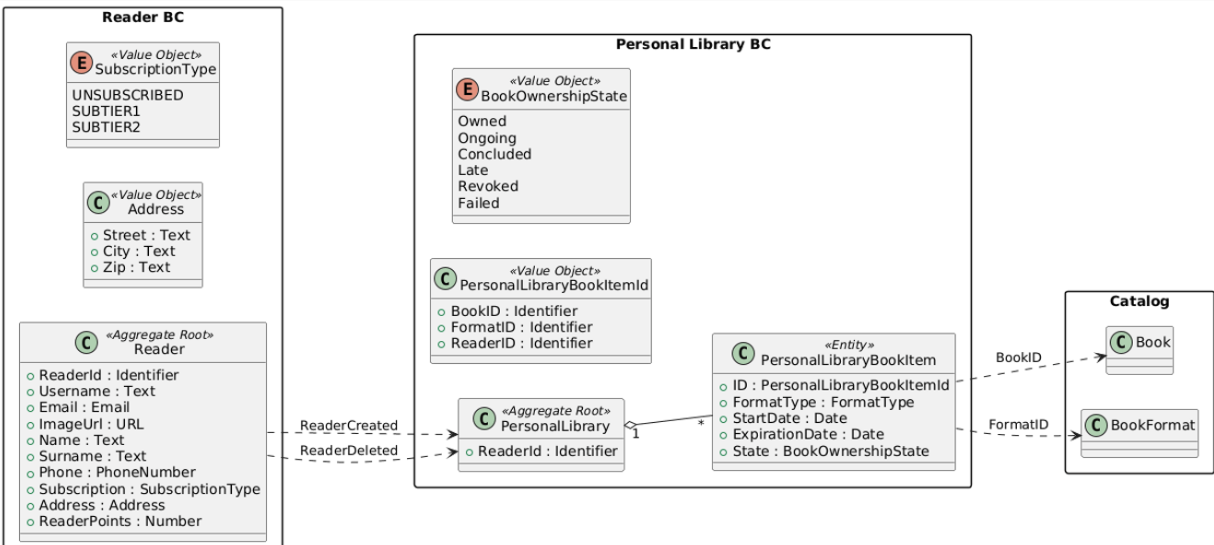 Reader BC
E
«Value Object»
SubscriptionType
UNSUBSCRIBED
SUBTIER1
SUBTIER2
C
«Value Object»
Address
Street : Text
City : Text
Zip : Text
C
«Aggregate Root»
Reader
ReaderId : Identifier
Username : Text
Email : Email
ImageUrl : URL
Name : Text
Surname : Text
Phone : PhoneNumber
Subscription : SubscriptionType
Address : Address
ReaderPoints : Number
ReaderCreated
ReaderDeleted
Personal Library BC
E
«Value Object»
BookOwnershipState
Owned
Ongoing
Concluded
Late
Revoked
Failed
C
«Value Object»
PersonalLibraryBookItemId
BookID : Identifier
FormatID : Identifier
ReaderID : Identifier
C
«Aggregate Root»
PersonalLibrary
ReaderId : Identifier
1
*
C
«Entity»
PersonalLibraryBookItem
ID : PersonalLibraryBookItemId
FormatType : FormatType
StartDate : Date
ExpirationDate : Date
State : BookOwnershipState
BookID
FormatID
Catalog
C
Book
C
BookFormat